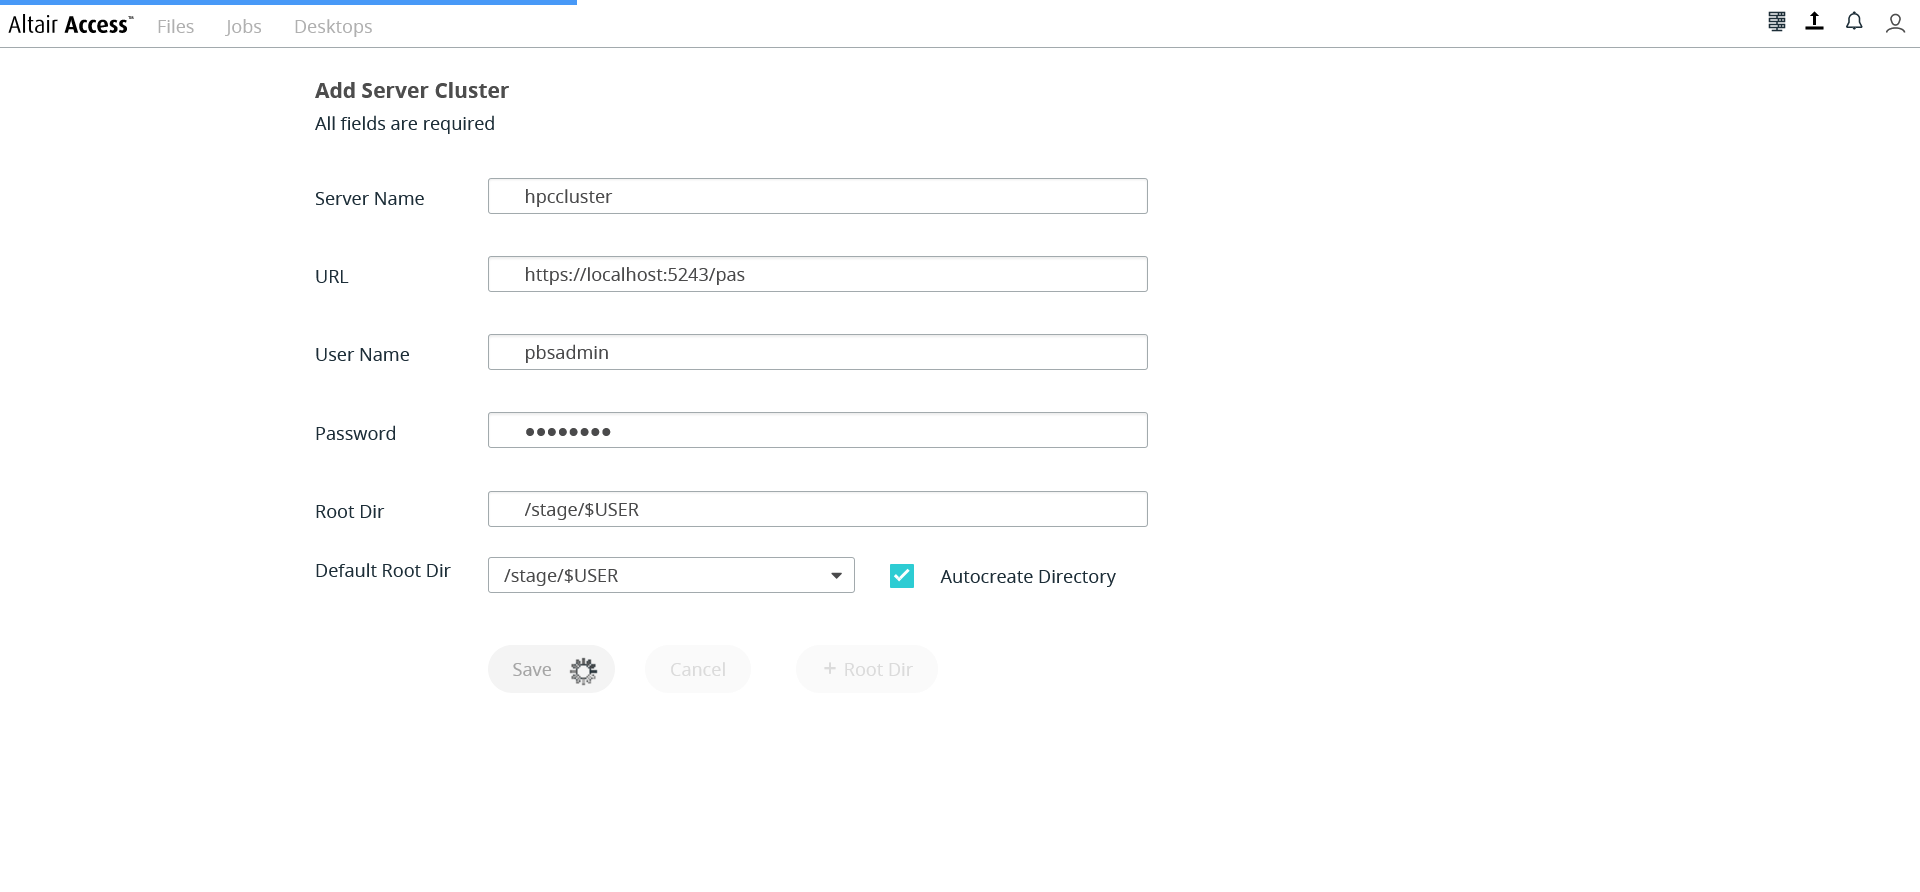 Altair Access™ Files Jobs Desktops
Add Server Cluster
All fields are required
Server Name hpccluster
URL https://localhost:5243/pas
User Name pbsadmin
Password ●●●●●●●●
Root Dir /stage/$USER
Default Root Dir /stage/$USER Autocreate Directory
Save Cancel + Root Dir